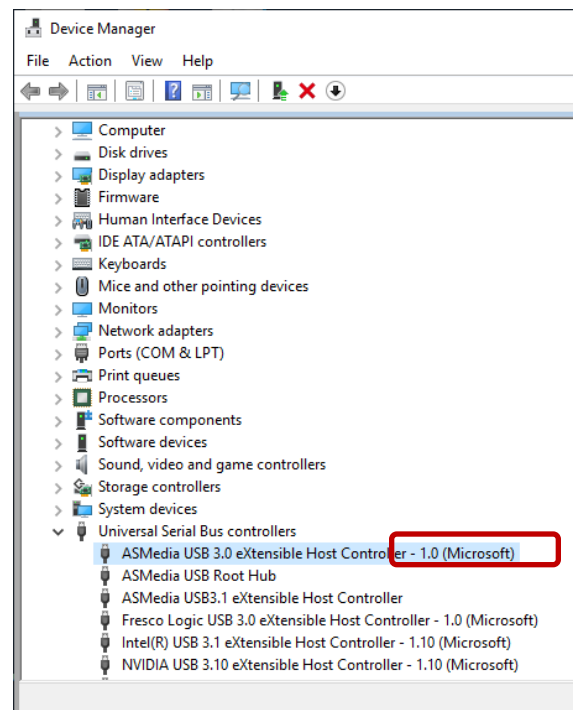 Device Manager
File Action View Help
Computer
Disk drives
Display adapters
Firmware
Human Interface Devices
IDE ATA/ATAPI controllers
Keyboards
Mice and other pointing devices
Monitors
Network adapters
Ports (COM & LPT)
Print queues
Processors
Software components
Software devices
Sound, video and game controllers
Storage controllers
System devices
Universal Serial Bus controllers
ASMedia USB 3.0 eXtensible Host Controller - 1.0 (Microsoft)
ASMedia USB Root Hub
ASMedia USB3.1 eXtensible Host Controller
Fresco Logic USB 3.0 eXtensible Host Controller - 1.0 (Microsoft)
Intel(R) USB 3.1 eXtensible Host Controller - 1.10 (Microsoft)
NVIDIA USB 3.10 eXtensible Host Controller - 1.10 (Microsoft)